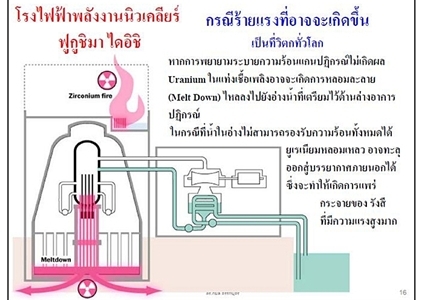 โรงไฟฟ้าพลังงานนิวเคลียร์
ฟูกูชิมา ไดอิชิ
กรณีร้ายแรงที่อาจจะเกิดขึ้น
เป็นที่วิตกทั่วโลก
หากการพยายามระบายความร้อนแกนปฏิกรณ์ไม่เกิดผล
Uranium ในแท่งเชื้อเพลิงอาจจะเกิดการหลอมละลาย
(Melt Down) ไหลลงไปยังอ่างน้ำที่เตรียมไว้ด้านล่างอาคาร
ปฏิกรณ์
ในกรณีที่น้ำในอ่างไม่สามารถรองรับความร้อนทั้งหมดได้
ยูเรเนียมหลอมเหลว อาจทะลุ
ออกสู่บรรยากาศภายนอกได้
ซึ่งจะทำให้เกิดการแพร่
กระจายของ รังสี
ที่มีความแรงสูงมาก
Zirconium fire
Meltdown
16